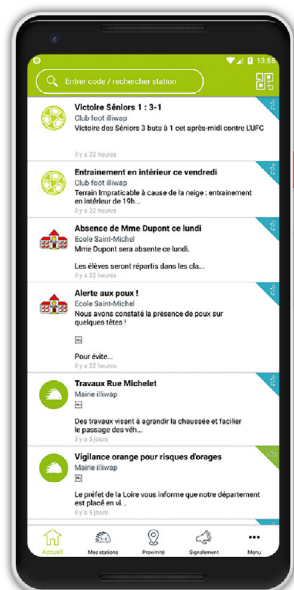 13:55
Entrer code / rechercher station
Victoire Séniors 1 : 3-1
Club foot illiwap
Victoire des Séniors 3 buts à 1 cet après-midi contre L'UFC
Il y a 22 heures
Entrainement en intérieur ce vendredi
Club foot illiwap
Terrain Impraticable à cause de la neige : entrainement
en intérieur de 19h...
Il y a 22 heures
Absence de Mme Dupont ce lundi
Ecole Saint-Michel
Mme Dupont sera absente ce lundi.
Les élèves seront répartis dans les cla...
Il y a 22 heures
Alerte aux poux !
Ecole Saint-Michel
Nous avons constaté la présence de poux sur
quelques têtes !
Pour évite...
Il y a 22 heures
Travaux Rue Michelet
Mairie illiwap
Des travaux visant à agrandir la chaussée et facilier
le passage des véh...
Il y a 5 jours
Vigilance orange pour risques d'orages
Mairie illiwap
Le préfet de la Loire vous informe que notre département
est placé en vi...
Il y a 6 jours
Accueil Mes stations Proximité Signalement Menu